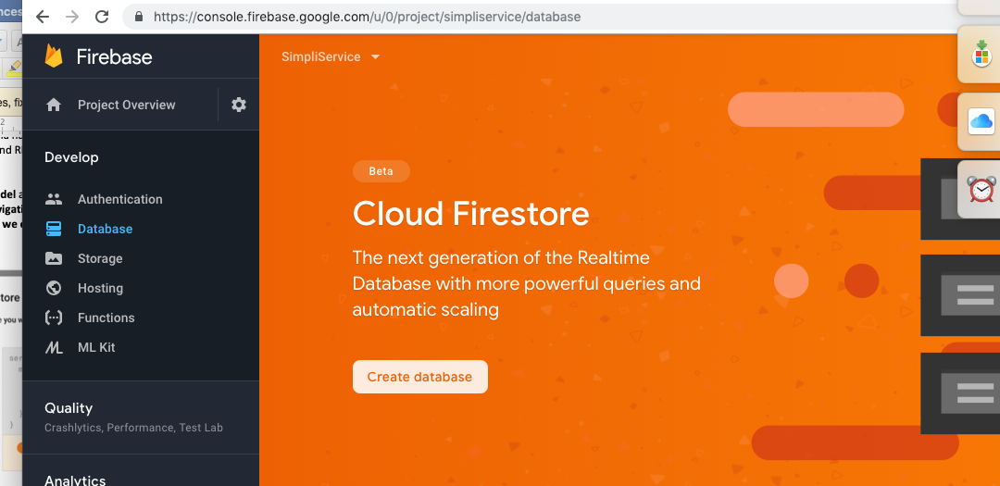 https://console.firebase.google.com/u/0/project/simpliservice/database
Firebase
SimpliService
Project Overview
Develop
Authentication
Database
Storage
Hosting
Functions
ML Kit
Quality
Crashlytics, Performance, Test Lab
Analytics
Beta
Cloud Firestore
The next generation of the Realtime
Database with more powerful queries and
automatic scaling
Create database